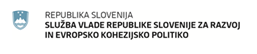 REPUBLIKA SLOVENIJA
SLUŽBA VLADE REPUBLIKE SLOVENIJE ZA RAZVOJ
IN EVROPSKO KOHEZIJSKO POLITIKO